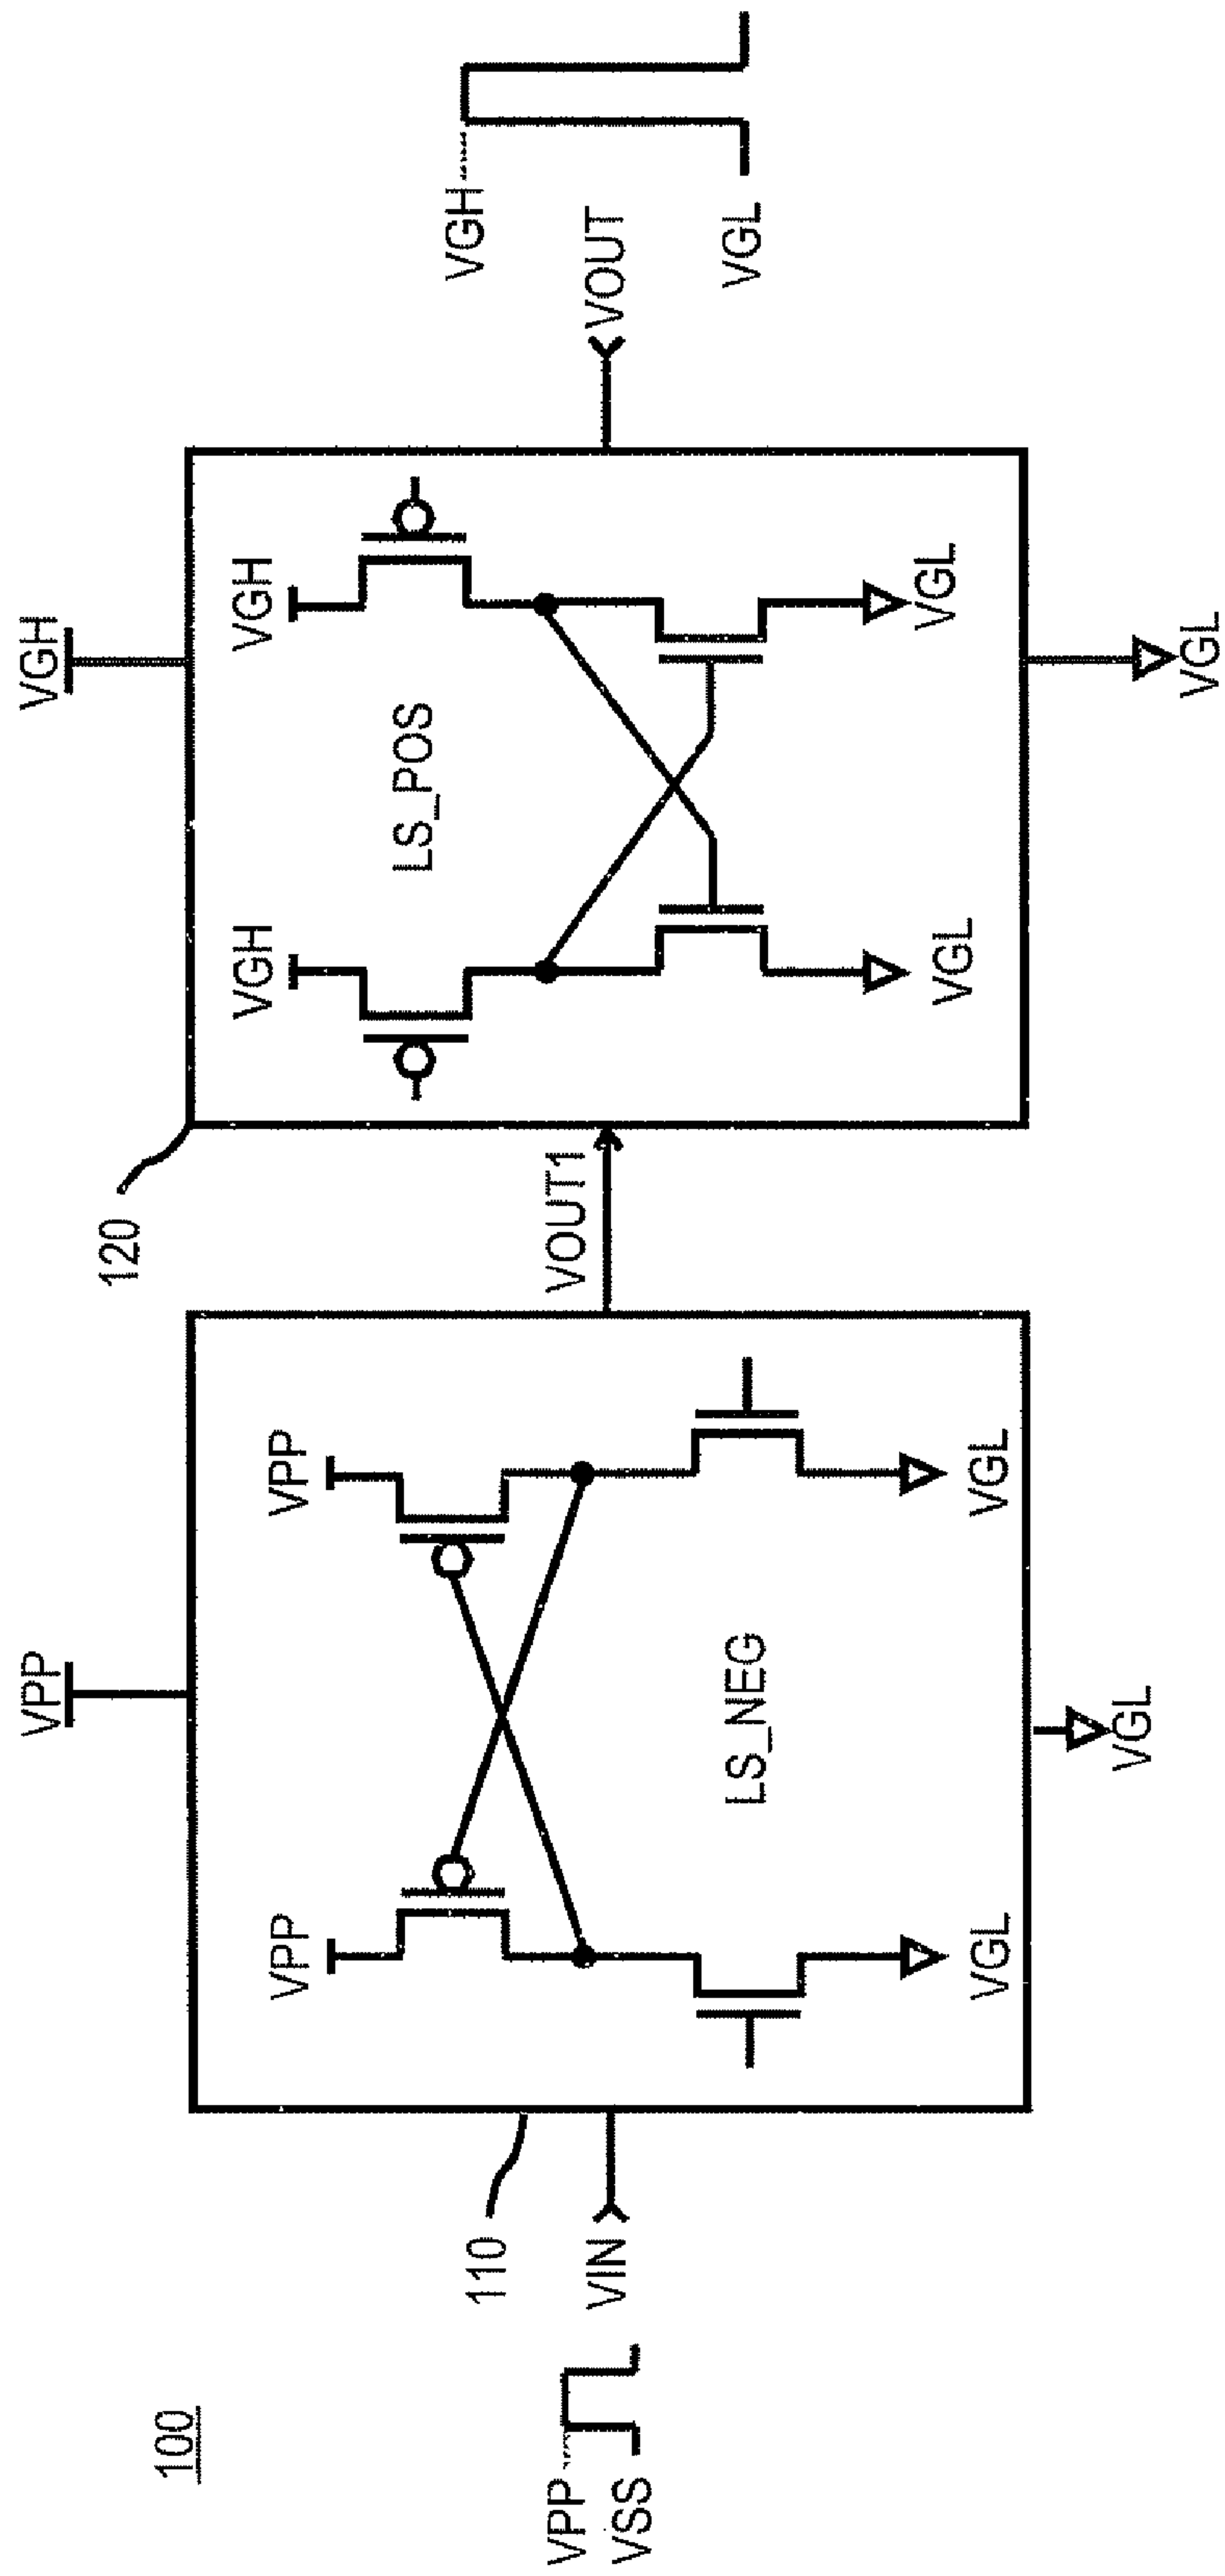 100
VPP
VSS
VIN
110
VPP
VPP
VPP
LS_NEG
VGL
VGL
VGL
VOUT1
120
VGH
VGH
VGH
LS_POS
VGL
VGL
VGL
VOUT
VGH
VGL